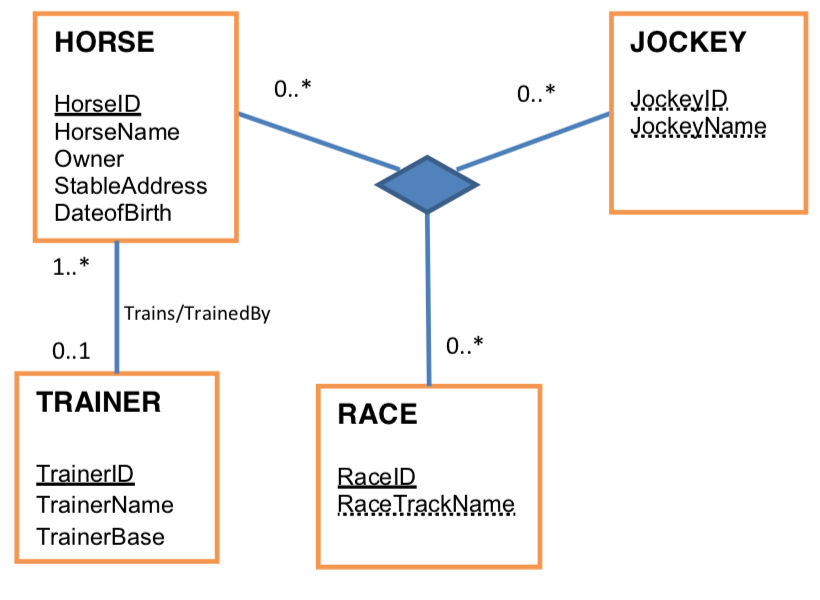 HORSE
HorseID
HorseName
Owner
StableAddress
DateofBirth
0..*
0..*
JOCKEY
JockeyID
JockeyName
1..*
Trains/TrainedBy
0..1
0..*
TRAINER
TrainerID
TrainerName
TrainerBase
RACE
RaceID
RaceTrackName